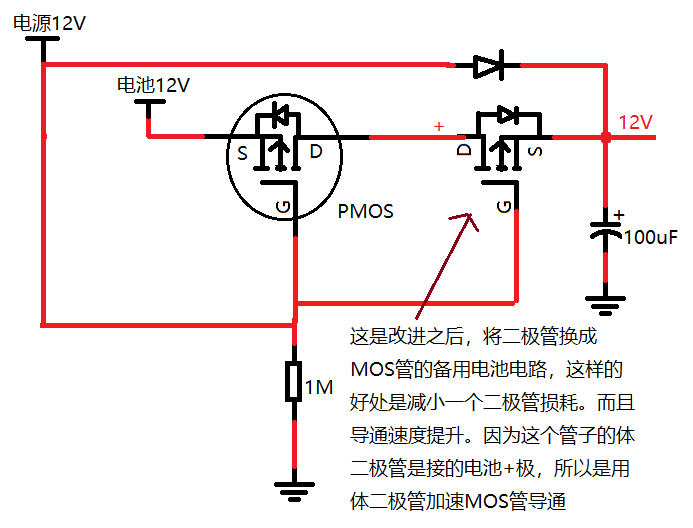 电源12V
电池12V
12V
+
S
D
D
S
G
G
PMOS
+
100uF
1M
这是改进之后，将二极管换成
MOS管的备用电池电路，这样的
好处是减小一个二极管损耗。而且
导通速度提升。因为这个管子的体
二极管是接的电池+极，所以是用
体二极管加速MOS管导通